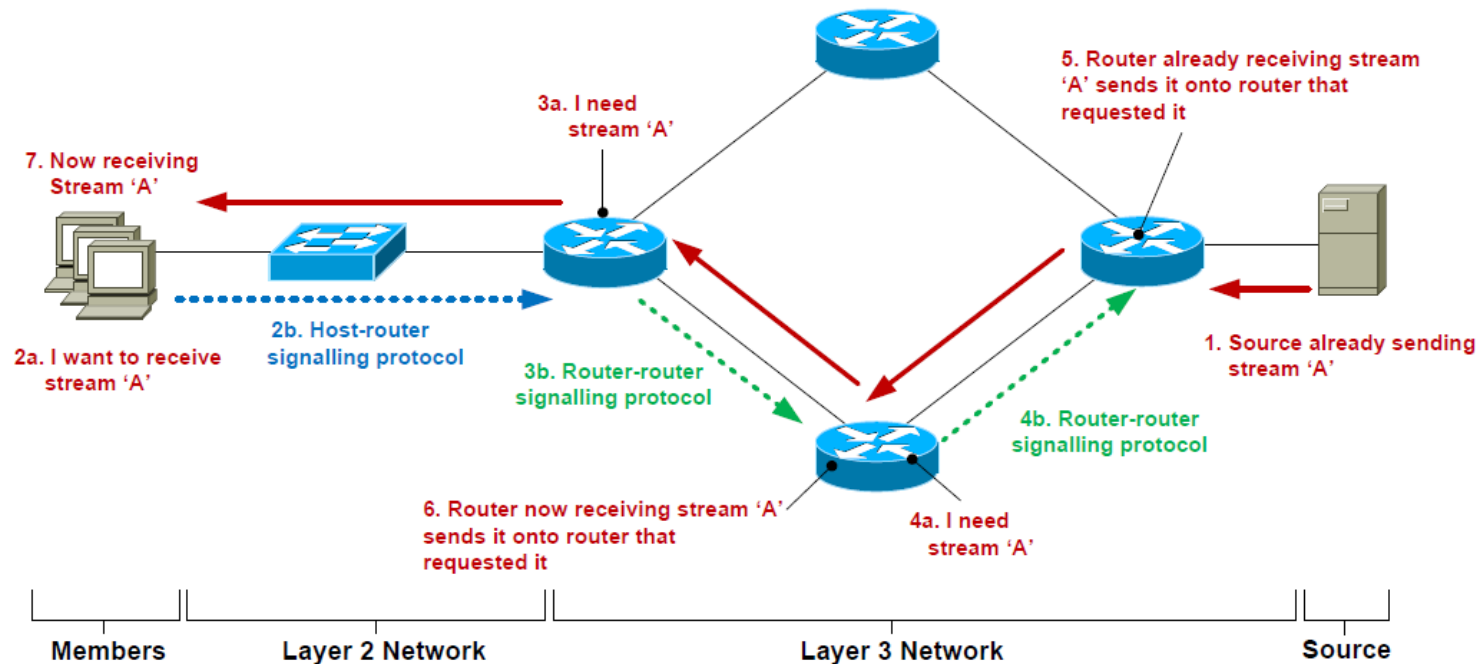 5. Router already receiving stream
‘A’ sends it onto router that
requested it
3a. I need
stream ‘A’
7. Now receiving
Stream ‘A’
2a. I want to receive
stream ‘A’
2b. Host-router
signalling protocol
3b. Router-router
signalling protocol
1. Source already sending
stream ‘A’
4b. Router-router
signalling protocol
6. Router now receiving stream ‘A’
sends it onto router that
requested it
4a. I need
stream ‘A’
Members
Layer 2 Network
Layer 3 Network
Source